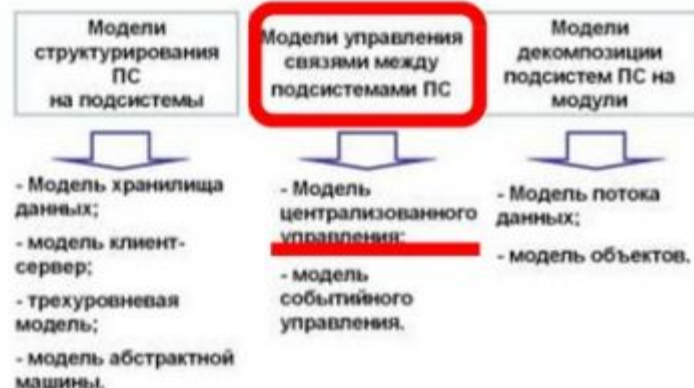 Модели
структурирования
ПС
на подсистемы
Модели управления
связями между
подсистемами ПС
Модели
декомпозиции
подсистем ПС на
модули
- Модель хранилища
данных;
- модель клиент-
сервер;
- трехуровневая
модель;
- модель абстрактной
машины.
- Модель
централизованного
управления;
- модель
событийного
управления.
- Модель потока
данных;
- модель объектов.